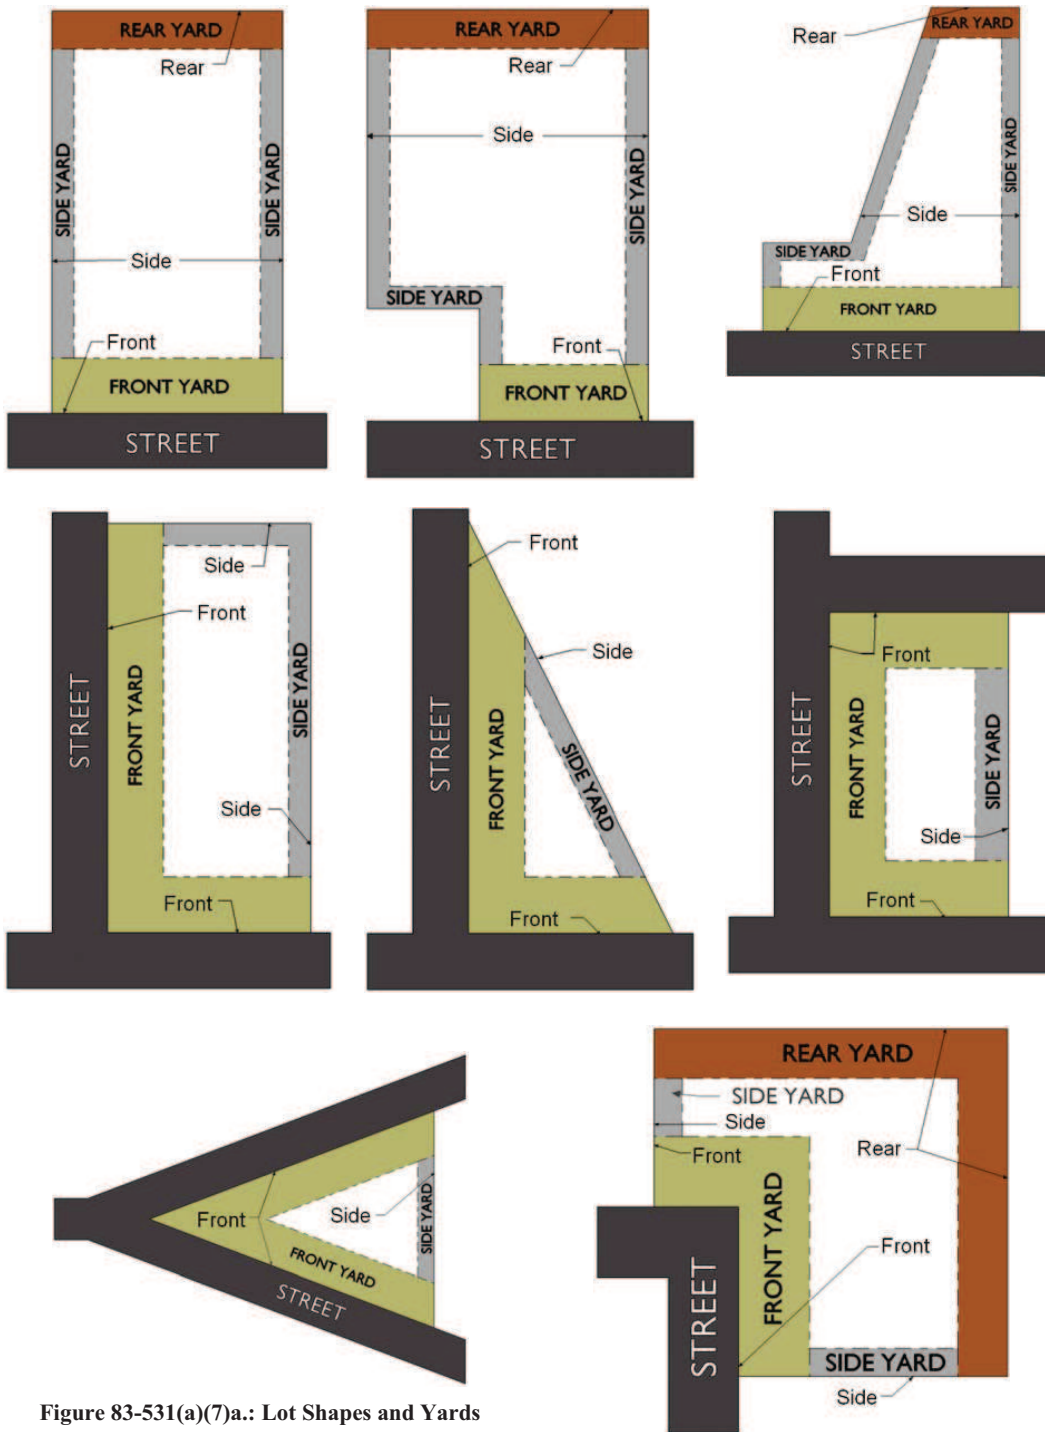 REAR YARD
Rear
SIDE YARD
SIDE YARD
Side
Front
FRONT YARD
STREET
REAR YARD
Rear
Side
SIDE YARD
SIDE YARD
Front
FRONT YARD
STREET
Rear
REAR YARD
SIDE YARD
Side
SIDE YARD
Front
FRONT YARD
STREET
Side
Front
STREET
FRONT YARD
SIDE YARD
Side
Front
Front
Side
STREET
FRONT YARD
SIDE YARD
Front
Front
STREET
FRONT YARD
SIDE YARD
Side
Front
Front
Side
SIDE YARD
FRONT YARD
STREET
REAR YARD
SIDE YARD
Side
Front
Rear
FRONT YARD
Front
STREET
SIDE YARD
Side
Figure 83-531(a)(7)a.: Lot Shapes and Yards